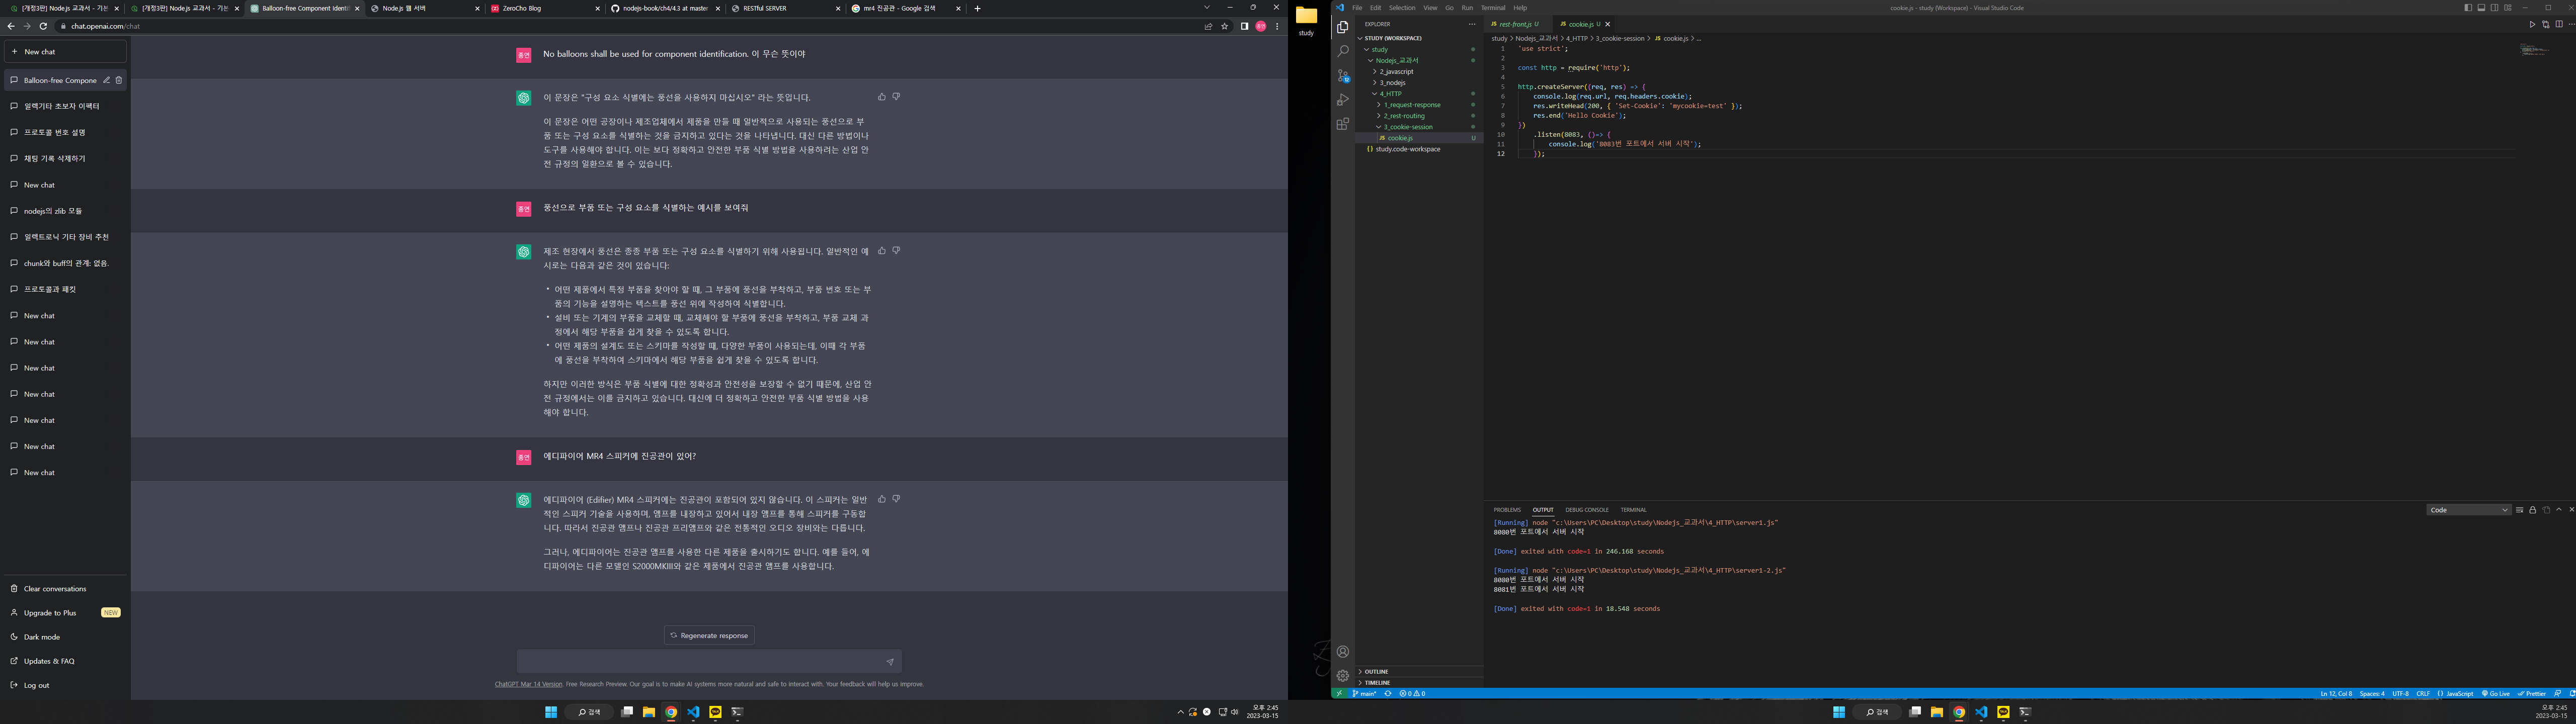 [개정3판] Node.js 교과서 - 기본
[개정3판] Node.js 교과서 - 기본
Balloon-free Component Identifi
Node.js 웹 서버
ZeroCho Blog
nodejs-book/ch4/4.3 at master
RESTful SERVER
mr4 진공관 - Google 검색
chat.openai.com/chat
New chat
Balloon-free Compone
일렉기타 초보자 이펙터
프로토콜 번호 설명
채팅 기록 삭제하기
New chat
nodejs의 zlib 모듈
일렉트로닉 기타 장비 추천
chunk와 buff의 관계: 없음.
프로토콜과 패킷
New chat
New chat
New chat
New chat
New chat
New chat
New chat
Clear conversations
Upgrade to Plus NEW
Dark mode
Updates & FAQ
Log out
종연 No balloons shall be used for component identification. 이 무슨 뜻이야
이 문장은 "구성 요소 식별에는 풍선을 사용하지 마십시오" 라는 뜻입니다.
이 문장은 어떤 공장이나 제조업체에서 제품을 만들 때 일반적으로 사용되는 풍선으로 부
품 또는 구성 요소를 식별하는 것을 금지하고 있다는 것을 나타냅니다. 대신 다른 방법이나
도구를 사용해야 합니다. 이는 보다 정확하고 안전한 부품 식별 방법을 사용하려는 산업 안
전 규정의 일환으로 볼 수 있습니다.
종연 풍선으로 부품 또는 구성 요소를 식별하는 예시를 보여줘
제조 현장에서 풍선은 종종 부품 또는 구성 요소를 식별하기 위해 사용됩니다. 일반적인 예
시로는 다음과 같은 것이 있습니다:
• 어떤 제품에서 특정 부품을 찾아야 할 때, 그 부품에 풍선을 부착하고, 부품 번호 또는 부
품의 기능을 설명하는 텍스트를 풍선 위에 작성하여 식별합니다.
• 설비 또는 기계의 부품을 교체할 때, 교체해야 할 부품에 풍선을 부착하고, 부품 교체 과
정에서 해당 부품을 쉽게 찾을 수 있도록 합니다.
• 어떤 제품의 설계도 또는 스키마를 작성할 때, 다양한 부품이 사용되는데, 이때 각 부품
에 풍선을 부착하여 스키마에서 해당 부품을 쉽게 찾을 수 있도록 합니다.
하지만 이러한 방식은 부품 식별에 대한 정확성과 안전성을 보장할 수 없기 때문에, 산업 안
전 규정에서는 이를 금지하고 있습니다. 대신에 더 정확하고 안전한 부품 식별 방법을 사용
해야 합니다.
종연 에디파이어 MR4 스피커에 진공관이 있어?
에디파이어 (Edifier) MR4 스피커에는 진공관이 포함되어 있지 않습니다. 이 스피커는 일반
적인 스피커 기술을 사용하며, 앰프를 내장하고 있어서 내장 앰프를 통해 스피커를 구동합
니다. 따라서 진공관 앰프나 진공관 프리앰프와 같은 전통적인 오디오 장비와는 다릅니다.
그러나, 에디파이어는 진공관 앰프를 사용한 다른 제품을 출시하기도 합니다. 예를 들어, 에
디파이어는 다른 모델인 S2000MKIII와 같은 제품에서 진공관 앰프를 사용합니다.
Regenerate response
ChatGPT Mar 14 Version. Free Research Preview. Our goal is to make AI systems more natural and safe to interact with. Your feedback will help us improve.
검색
오후 2:45
2023-03-15
study
File Edit Selection View Go Run Terminal Help
cookie.js - study (Workspace) - Visual Studio Code
EXPLORER
STUDY (WORKSPACE)
study
Nodejs_교과서
2_javascript
3_nodejs
4_HTTP
1_request-response
2_rest-routing
3_cookie-session
JS cookie.js U
{} study.code-workspace
OUTLINE
TIMELINE
JS rest-front.js U
JS cookie.js U
study > Nodejs_교과서 > 4_HTTP > 3_cookie-session > JS cookie.js > ...
1 'use strict';
2
3 const http = require('http');
4
5 http.createServer((req, res) => {
6 console.log(req.url, req.headers.cookie);
7 res.writeHead(200, { 'Set-Cookie': 'mycookie=test' });
8 res.end('Hello Cookie');
9 })
10 .listen(8083, ()=> {
11 console.log('8083번 포트에서 서버 시작');
12 });
PROBLEMS OUTPUT DEBUG CONSOLE TERMINAL
Code
[Running] node "c:\Users\PC\Desktop\study\Nodejs_교과서\4_HTTP\server1.js"
8080번 포트에서 서버 시작
[Done] exited with code=1 in 246.168 seconds
[Running] node "c:\Users\PC\Desktop\study\Nodejs_교과서\4_HTTP\server1-2.js"
8080번 포트에서 서버 시작
8081번 포트에서 서버 시작
[Done] exited with code=1 in 18.548 seconds
main* 0 0
Ln 12, Col 8 Spaces: 4 UTF-8 CRLF {} JavaScript Go Live Prettier
검색
오후 2:45
2023-03-15